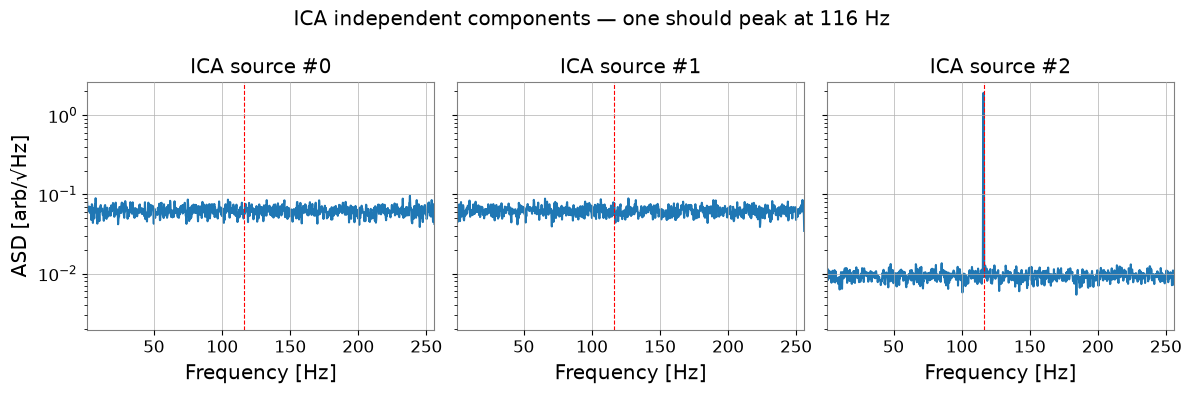 ICA independent components — one should peak at 116 Hz
ICA source #0
ICA source #1
ICA source #2
ASD [arb/√Hz]
10⁰
10⁻¹
10⁻²
50 100 150 200 250
50 100 150 200 250
50 100 150 200 250
Frequency [Hz]
Frequency [Hz]
Frequency [Hz]